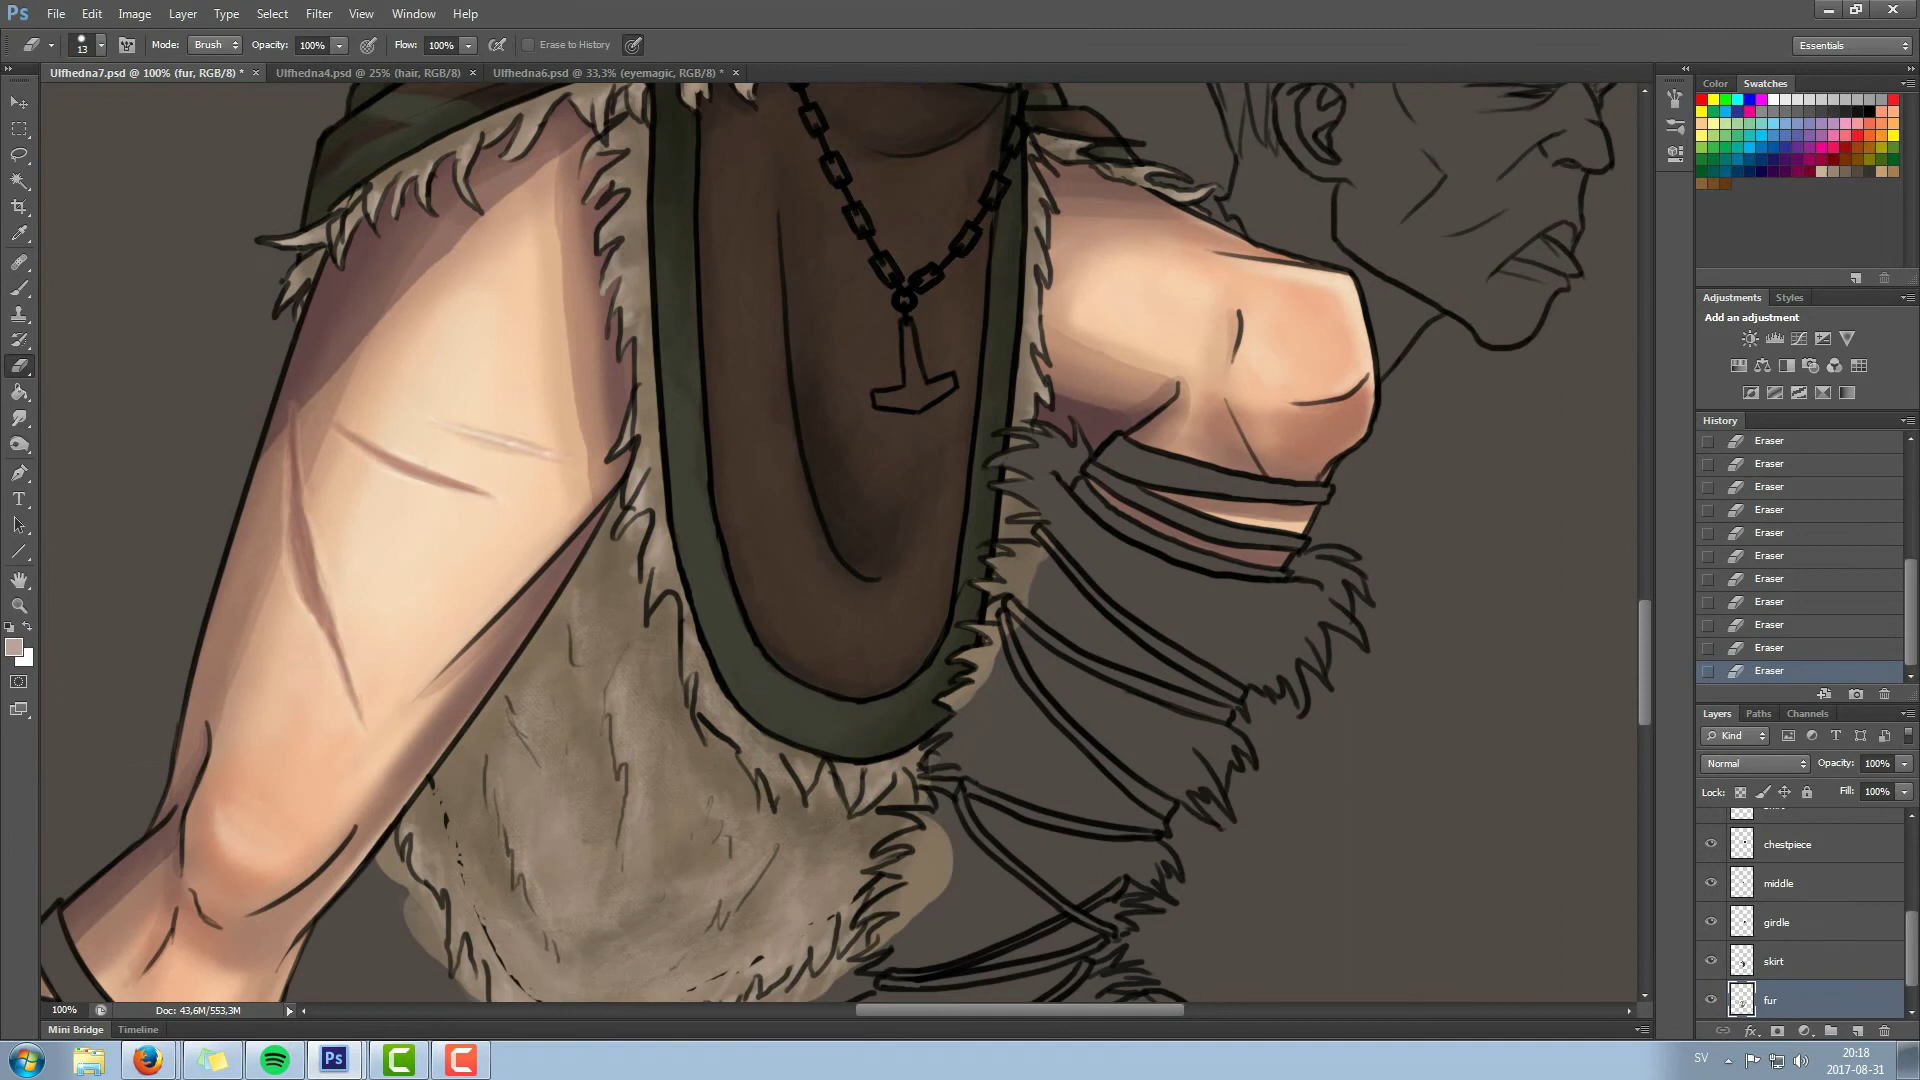 Ps File Edit Image Layer Type Select Filter View Window Help
13 Mode: Brush Opacity: 100% Flow: 100% Erase to History Essentials
Ulfhedna7.psd @ 100% (fur, RGB/8) * × Ulfhedna4.psd @ 25% (hair, RGB/8) × Ulfhedna6.psd @ 33,3% (eyemagic, RGB/8) * ×
Color Swatches
Adjustments Styles
Add an adjustment
History
Eraser
Eraser
Eraser
Eraser
Eraser
Eraser
Eraser
Eraser
Eraser
Eraser
Eraser
Layers Paths Channels
Kind
Normal Opacity: 100%
Lock: Fill: 100%
chestpiece
middle
girdle
skirt
fur
100% Doc: 43,6M/553,3M
Mini Bridge Timeline
Ps
SV 20:18
2017-08-31